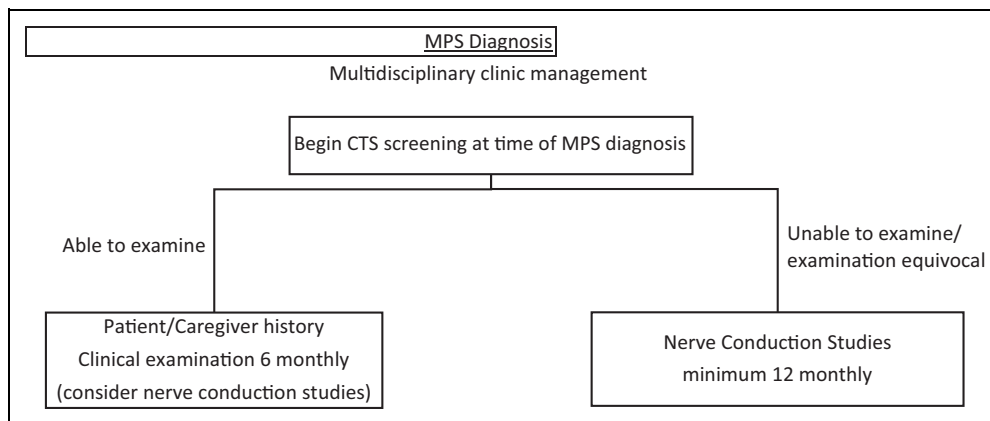 MPS Diagnosis
Multidisciplinary clinic management
Begin CTS screening at time of MPS diagnosis
Able to examine
Unable to examine/
examination equivocal
Patient/Caregiver history
Clinical examination 6 monthly
(consider nerve conduction studies)
Nerve Conduction Studies
minimum 12 monthly